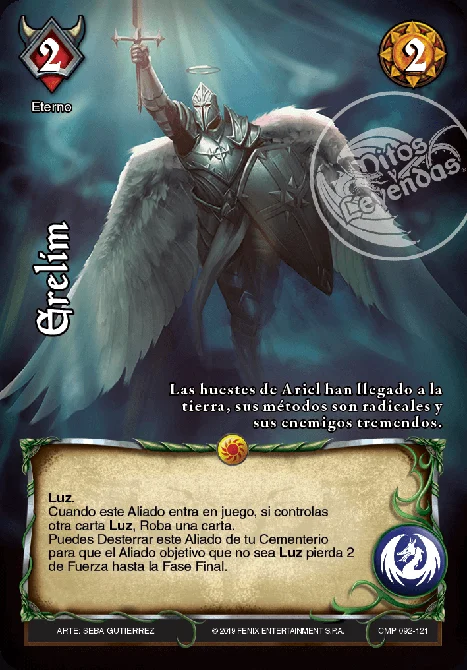 2
2
Eterno
Mitos
y
Leyendas
Erelim
Las huestes de Ariel han llegado a la
tierra, sus métodos son radicales y
sus enemigos tremendos.
Luz.
Cuando este Aliado entra en juego, si controlas
otra carta Luz, Roba una carta.
Puedes Desterrar este Aliado de tu Cementerio
para que el Aliado objetivo que no sea Luz pierda 2
de Fuerza hasta la Fase Final.
ARTE: SEBA GUTIERREZ
© 2019 FENIX ENTERTAINMENT S.P.A.
CMP 092-121